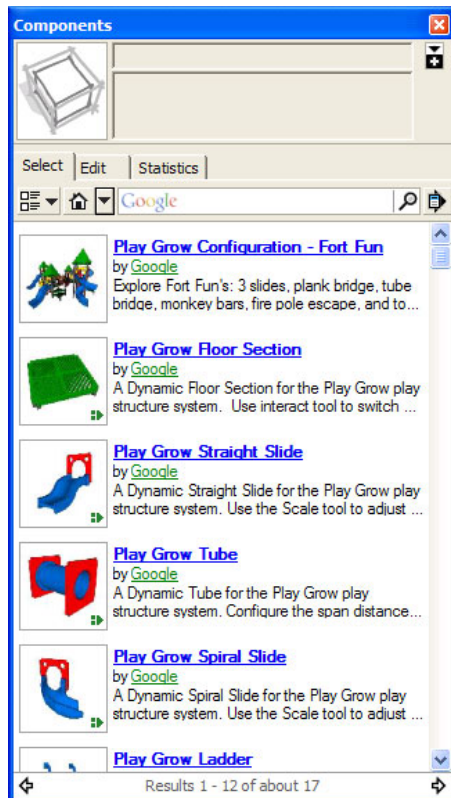 Components
Select Edit Statistics
Google
Play Grow Configuration - Fort Fun
by Google
Explore Fort Fun's: 3 slides, plank bridge, tube
bridge, monkey bars, fire pole escape, and to...
Play Grow Floor Section
by Google
A Dynamic Floor Section for the Play Grow play
structure system. Use interact tool to switch ...
Play Grow Straight Slide
by Google
A Dynamic Straight Slide for the Play Grow play
structure system. Use the Scale tool to adjust ...
Play Grow Tube
by Google
A Dynamic Tube for the Play Grow play
structure system. Configure the span distance...
Play Grow Spiral Slide
by Google
A Dynamic Spiral Slide for the Play Grow play
structure system. Use the Scale tool to adjust ...
Play Grow Ladder
Results 1 - 12 of about 17